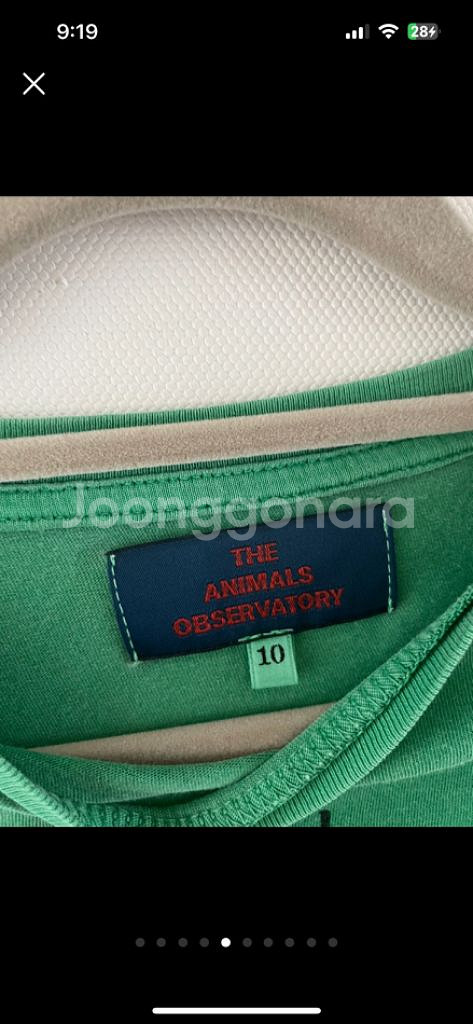 9:19
28
Joonggonara
THE
ANIMALS
OBSERVATORY
10